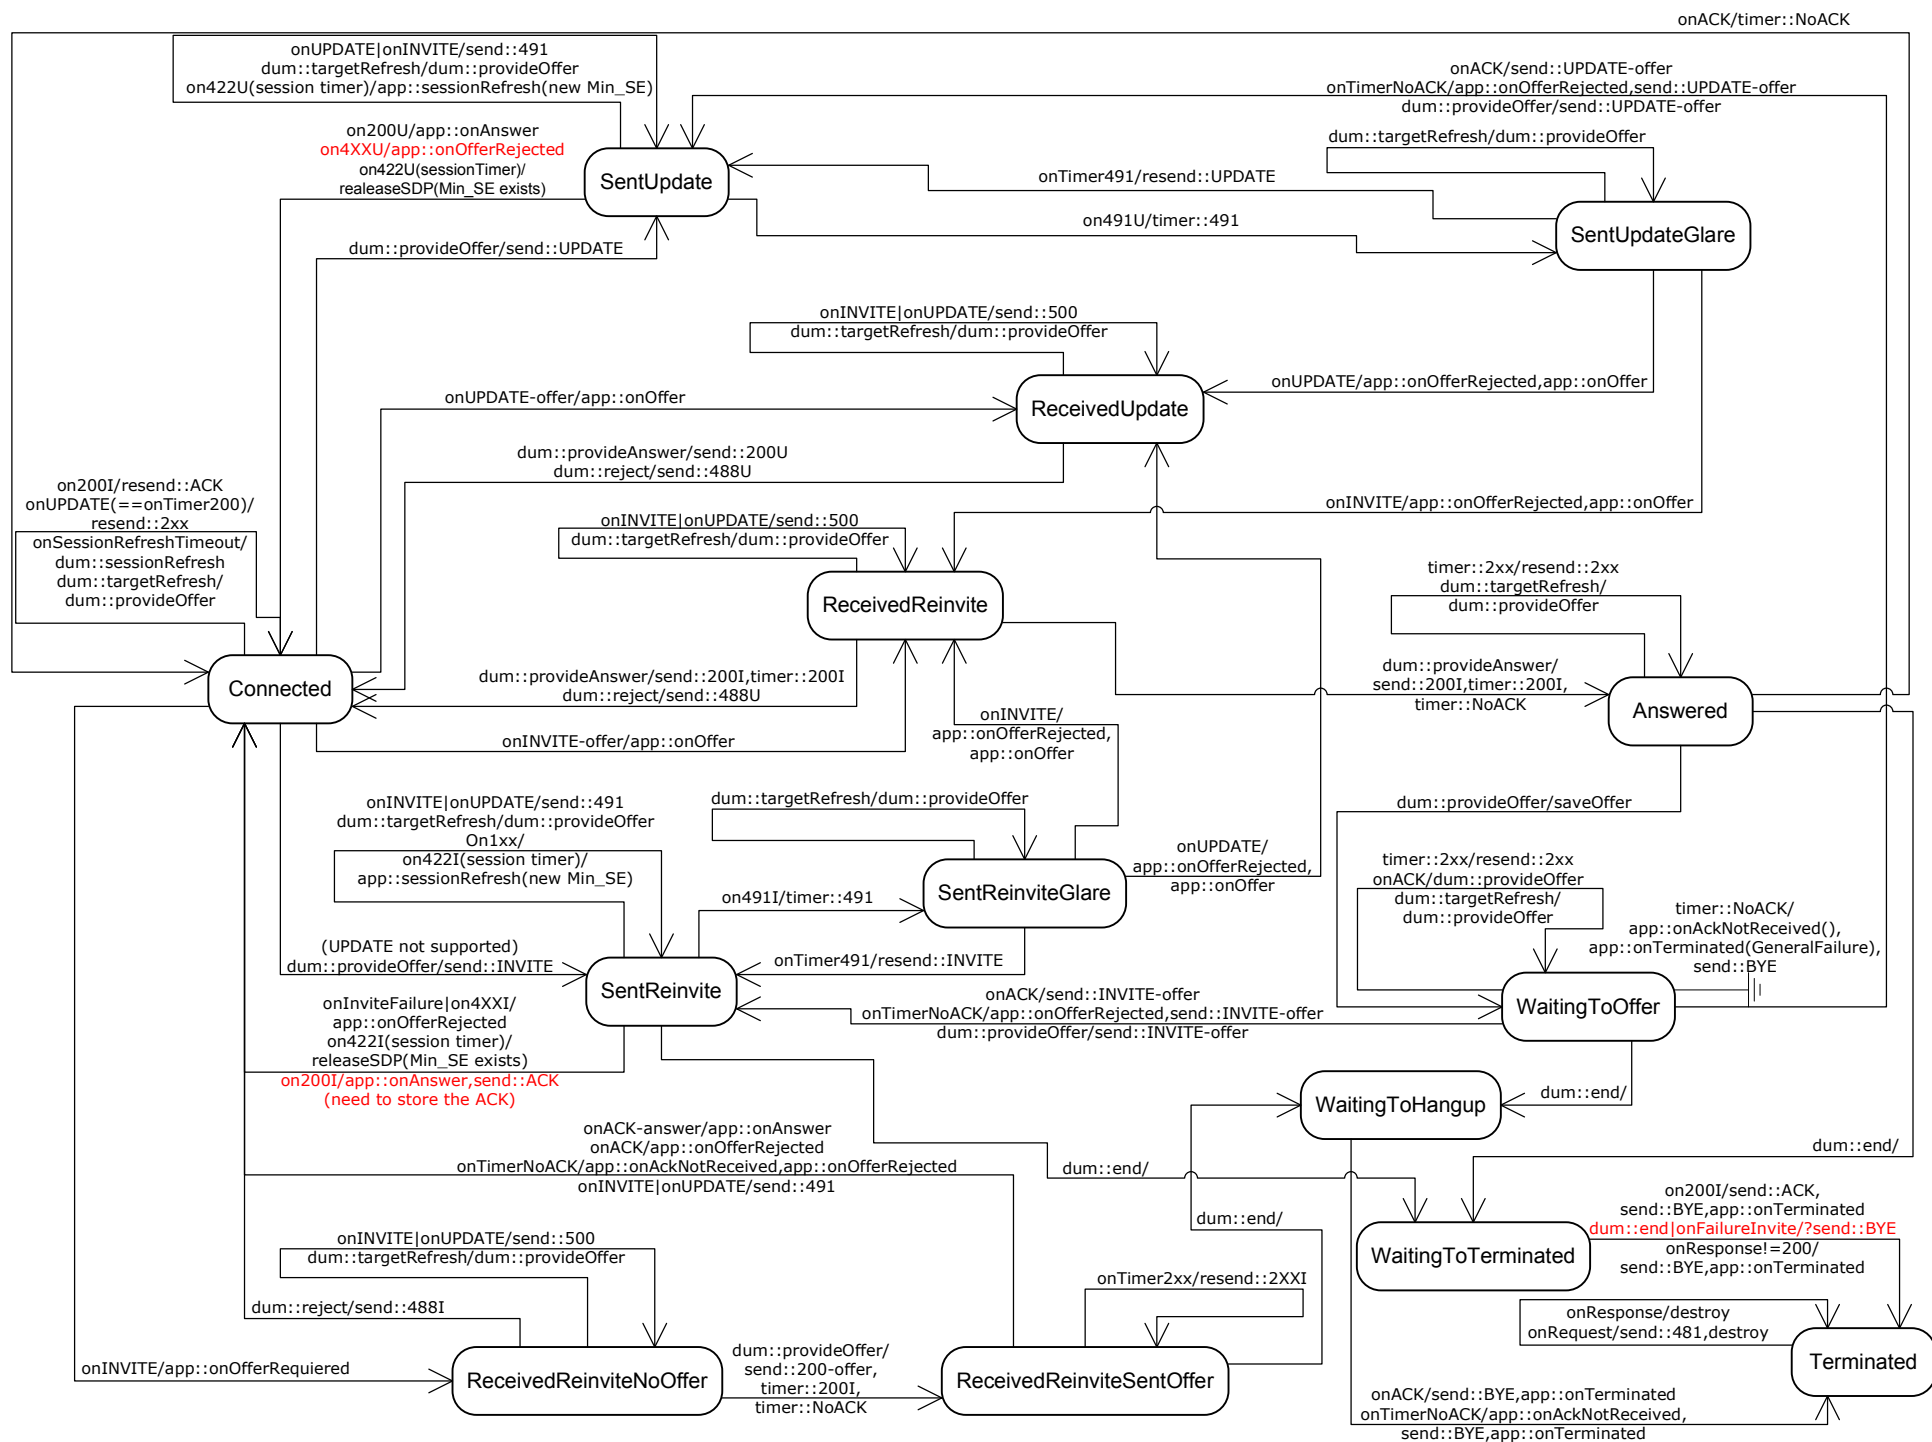 onACK/timer::NoACK
onUPDATE|onINVITE/send::491
dum::targetRefresh/dum::provideOffer
on422U(session timer)/app::sessionRefresh(new Min_SE)
onACK/send::UPDATE-offer
onTimerNoACK/app::onOfferRejected,send::UPDATE-offer
dum::provideOffer/send::UPDATE-offer
on200U/app::onAnswer
on4XXU/app::onOfferRejected
on422U(sessionTimer)/
realeaseSDP(Min_SE exists)
SentUpdate
dum::targetRefresh/dum::provideOffer
onTimer491/resend::UPDATE
on491U/timer::491
SentUpdateGlare
dum::provideOffer/send::UPDATE
onINVITE|onUPDATE/send::500
dum::targetRefresh/dum::provideOffer
onUPDATE/app::onOfferRejected,app::onOffer
onUPDATE-offer/app::onOffer
ReceivedUpdate
dum::provideAnswer/send::200U
dum::reject/send::488U
on200I/resend::ACK
onUPDATE(==onTimer200)/
resend::2xx
onSessionRefreshTimeout/
dum::sessionRefresh
dum::targetRefresh/
dum::provideOffer
onINVITE/app::onOfferRejected,app::onOffer
onINVITE|onUPDATE/send::500
dum::targetRefresh/dum::provideOffer
ReceivedReinvite
timer::2xx/resend::2xx
dum::targetRefresh/
dum::provideOffer
Connected
dum::provideAnswer/send::200I,timer::200I
dum::reject/send::488U
dum::provideAnswer/
send::200I,timer::200I,
timer::NoACK
Answered
onINVITE-offer/app::onOffer
onINVITE/
app::onOfferRejected,
app::onOffer
onINVITE|onUPDATE/send::491
dum::targetRefresh/dum::provideOffer
On1xx/
on422I(session timer)/
app::sessionRefresh(new Min_SE)
dum::targetRefresh/dum::provideOffer
dum::provideOffer/saveOffer
onUPDATE/
app::onOfferRejected,
app::onOffer
SentReinviteGlare
on491I/timer::491
timer::2xx/resend::2xx
onACK/dum::provideOffer
dum::targetRefresh/
dum::provideOffer
timer::NoACK/
app::onAckNotReceived(),
app::onTerminated(GeneralFailure),
send::BYE
(UPDATE not supported)
dum::provideOffer/send::INVITE
onTimer491/resend::INVITE
SentReinvite
onACK/send::INVITE-offer
onTimerNoACK/app::onOfferRejected,send::INVITE-offer
dum::provideOffer/send::INVITE-offer
WaitingToOffer
onInviteFailure|on4XXI/
app::onOfferRejected
on422I(session timer)/
releaseSDP(Min_SE exists)
on200I/app::onAnswer,send::ACK
(need to store the ACK)
WaitingToHangup
dum::end/
onACK-answer/app::onAnswer
onACK/app::onOfferRejected
onTimerNoACK/app::onAckNotReceived,app::onOfferRejected
onINVITE|onUPDATE/send::491
dum::end/
dum::end/
dum::end/
on200I/send::ACK,
send::BYE,app::onTerminated
dum::end|onFailureInvite/?send::BYE
onResponse!=200/
send::BYE,app::onTerminated
WaitingToTerminated
onINVITE|onUPDATE/send::500
dum::targetRefresh/dum::provideOffer
onTimer2xx/resend::2XXI
dum::reject/send::488I
onResponse/destroy
onRequest/send::481,destroy
Terminated
onINVITE/app::onOfferRequiered
ReceivedReinviteNoOffer
dum::provideOffer/
send::200-offer,
timer::200I,
timer::NoACK
ReceivedReinviteSentOffer
onACK/send::BYE,app::onTerminated
onTimerNoACK/app::onAckNotReceived,
send::BYE,app::onTerminated